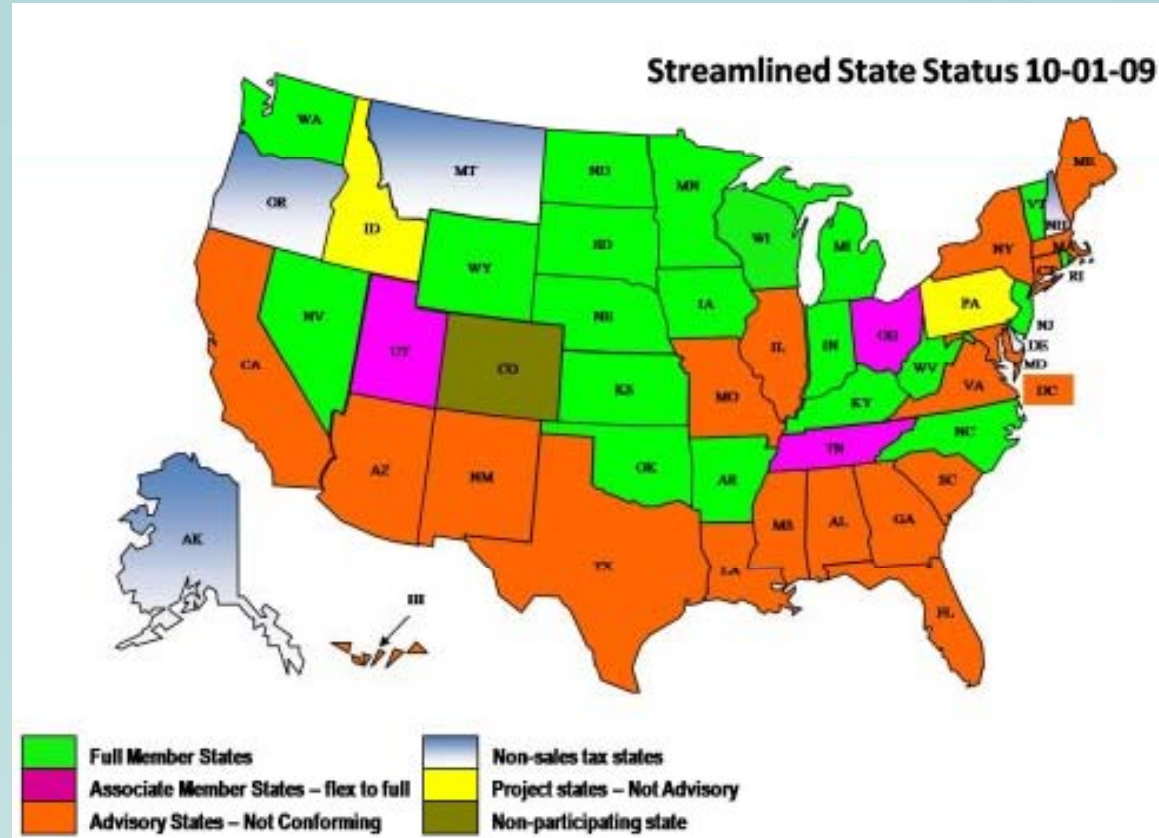 Streamlined State Status 10-01-09
WA
MT
ND
MN
ME
OR
ID
VT
NH
WI
MI
NY
MA
SD
WY
CT
RI
IA
PA
NV
NE
NJ
UT
OH
IL
IN
DE
MD
CO
WV
CA
KS
MO
VA
DC
KY
NC
TN
AZ
NM
OK
AR
SC
MS
AL
GA
TX
LA
AK
FL
HI
Full Member States
Associate Member States – flex to full
Advisory States – Not Conforming
Non-sales tax states
Project states – Not Advisory
Non-participating state